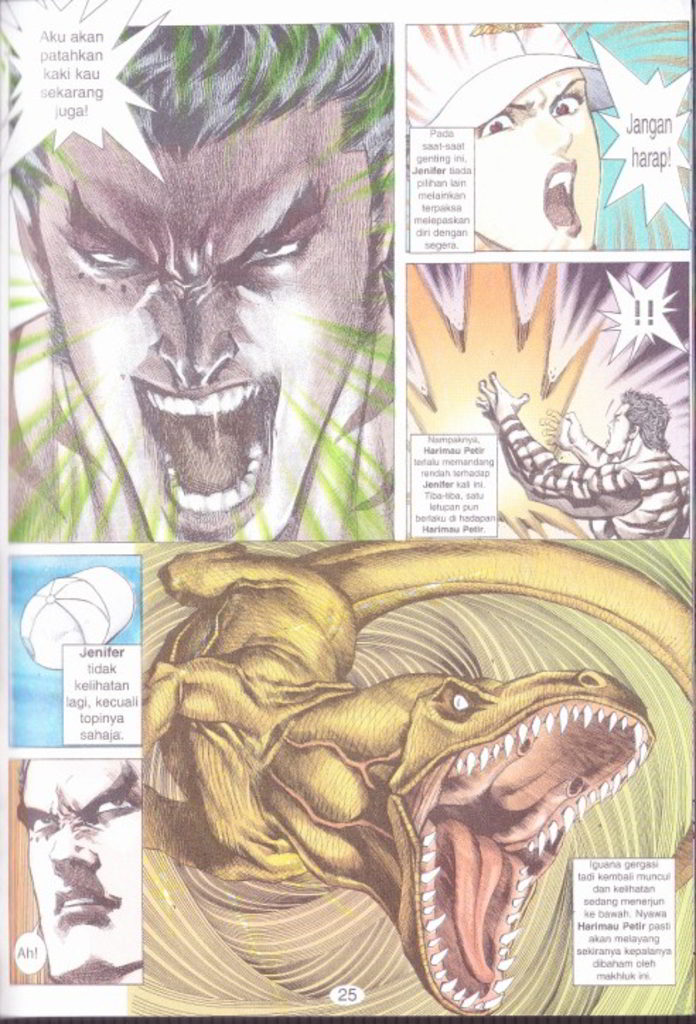 Aku akan
patahkan
kaki kau
sekarang
juga!
Jangan
harap!
Pada
saat-saat
genting ini,
Jenifer tiada
pilihan lain
melainkan
terpaksa
melepaskan
diri dengan
segera.
!!
Nampaknya,
Harimau Petir
terlalu memandang
rendah terhadap
Jenifer kali ini.
Tiba-tiba, satu
letupan pun
berlaku di hadapan
Harimau Petir.
Jenifer
tidak
kelihatan
lagi, kecuali
topinya
sahaja.
Ah!
Iguana gergasi
tadi kembali muncul
dan kelihatan
sedang menerjun
ke bawah. Nyawa
Harimau Petir pasti
akan melayang
sekiranya kepalanya
dibaham oleh
makhluk ini.
25